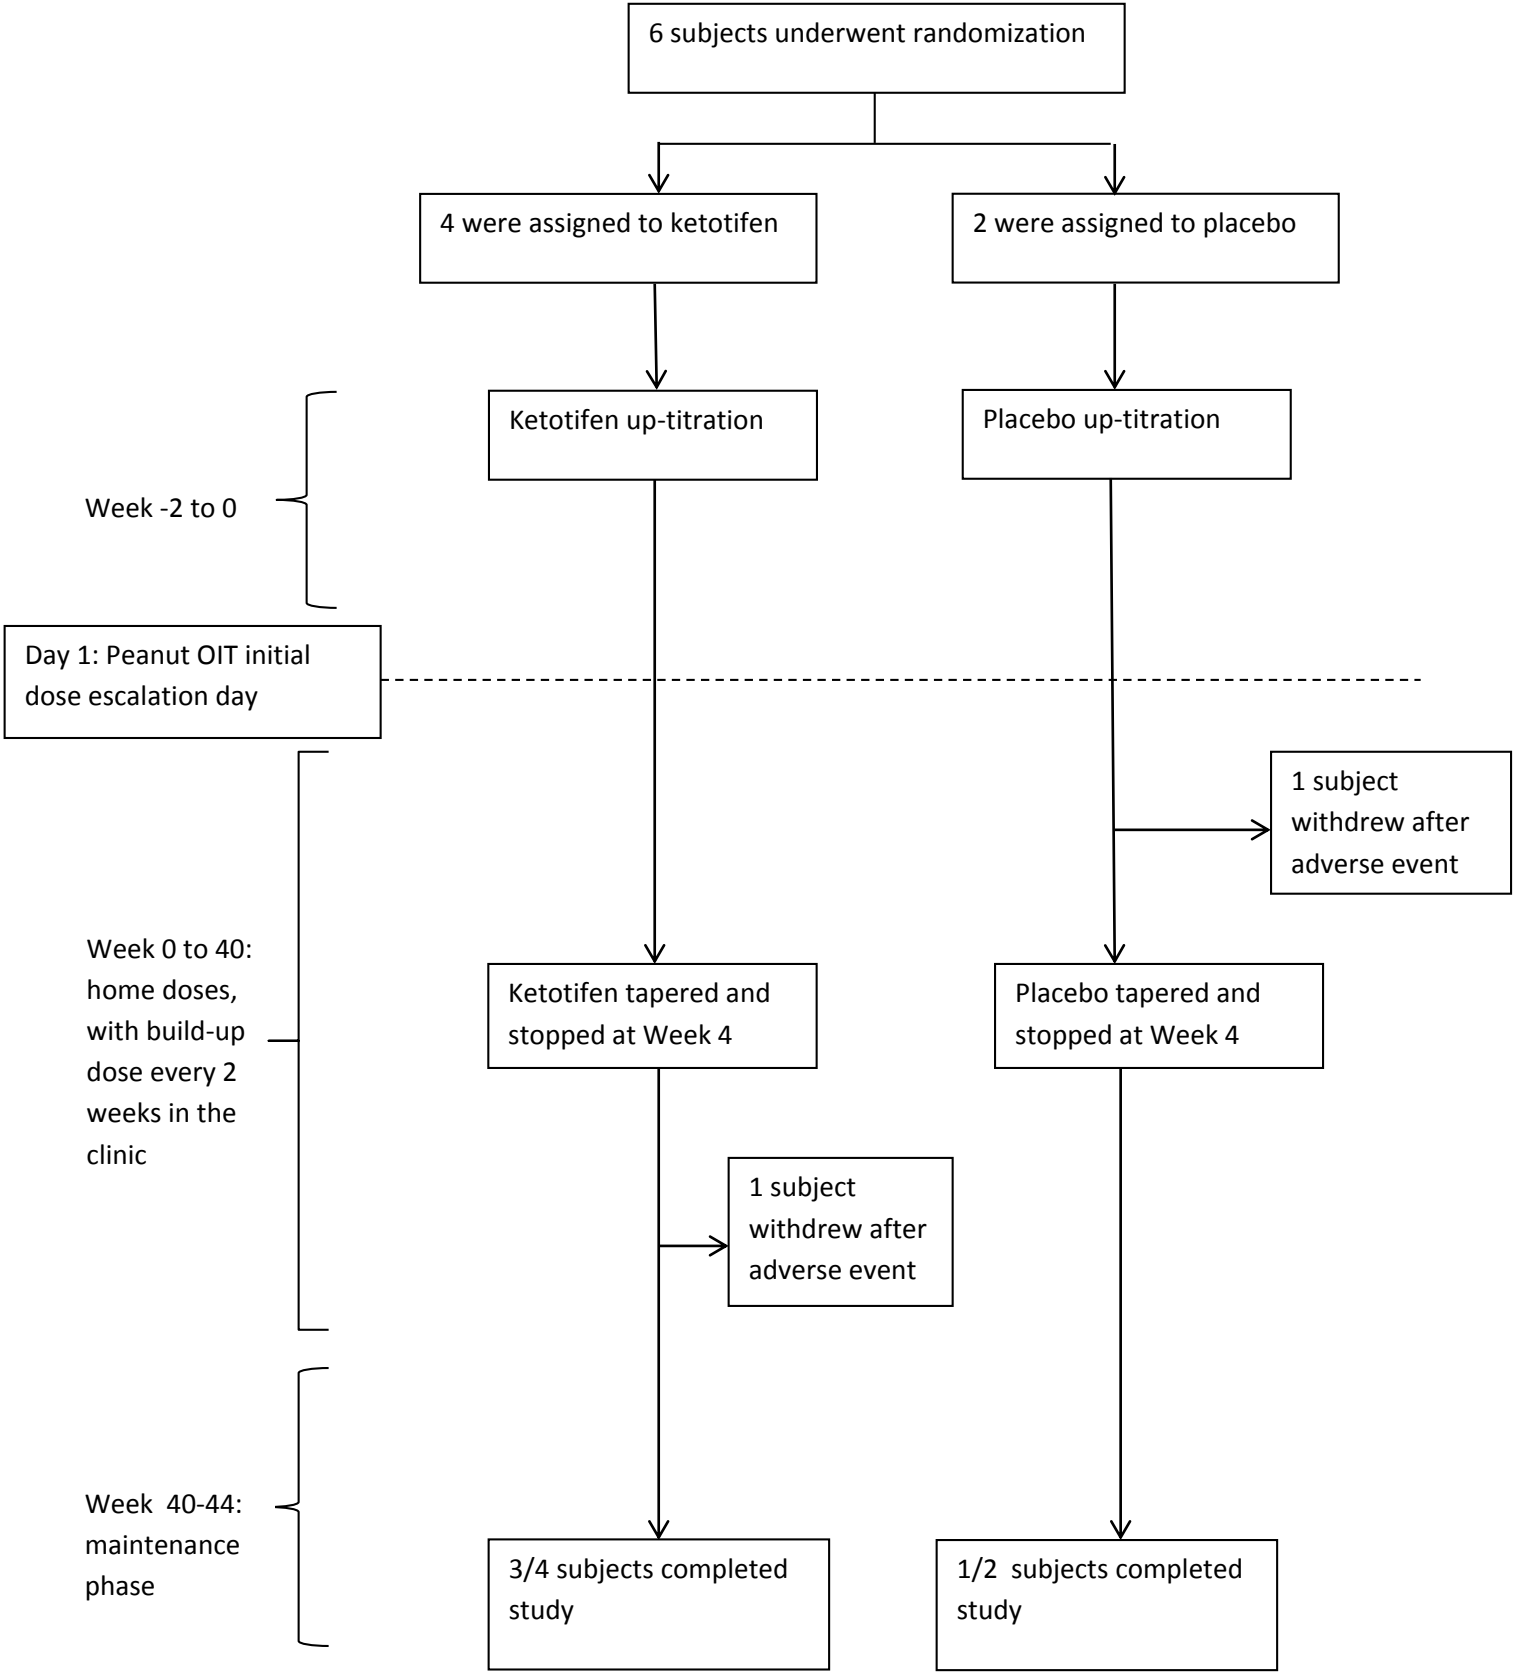 6 subjects underwent randomization
4 were assigned to ketotifen
2 were assigned to placebo
Ketotifen up-titration
Placebo up-titration
Week -2 to 0
Day 1: Peanut OIT initial
dose escalation day
1 subject
withdrew after
adverse event
Week 0 to 40:
home doses,
with build-up
dose every 2
weeks in the
clinic
Ketotifen tapered and
stopped at Week 4
Placebo tapered and
stopped at Week 4
1 subject
withdrew after
adverse event
Week 40-44:
maintenance
phase
3/4 subjects completed
study
1/2 subjects completed
study